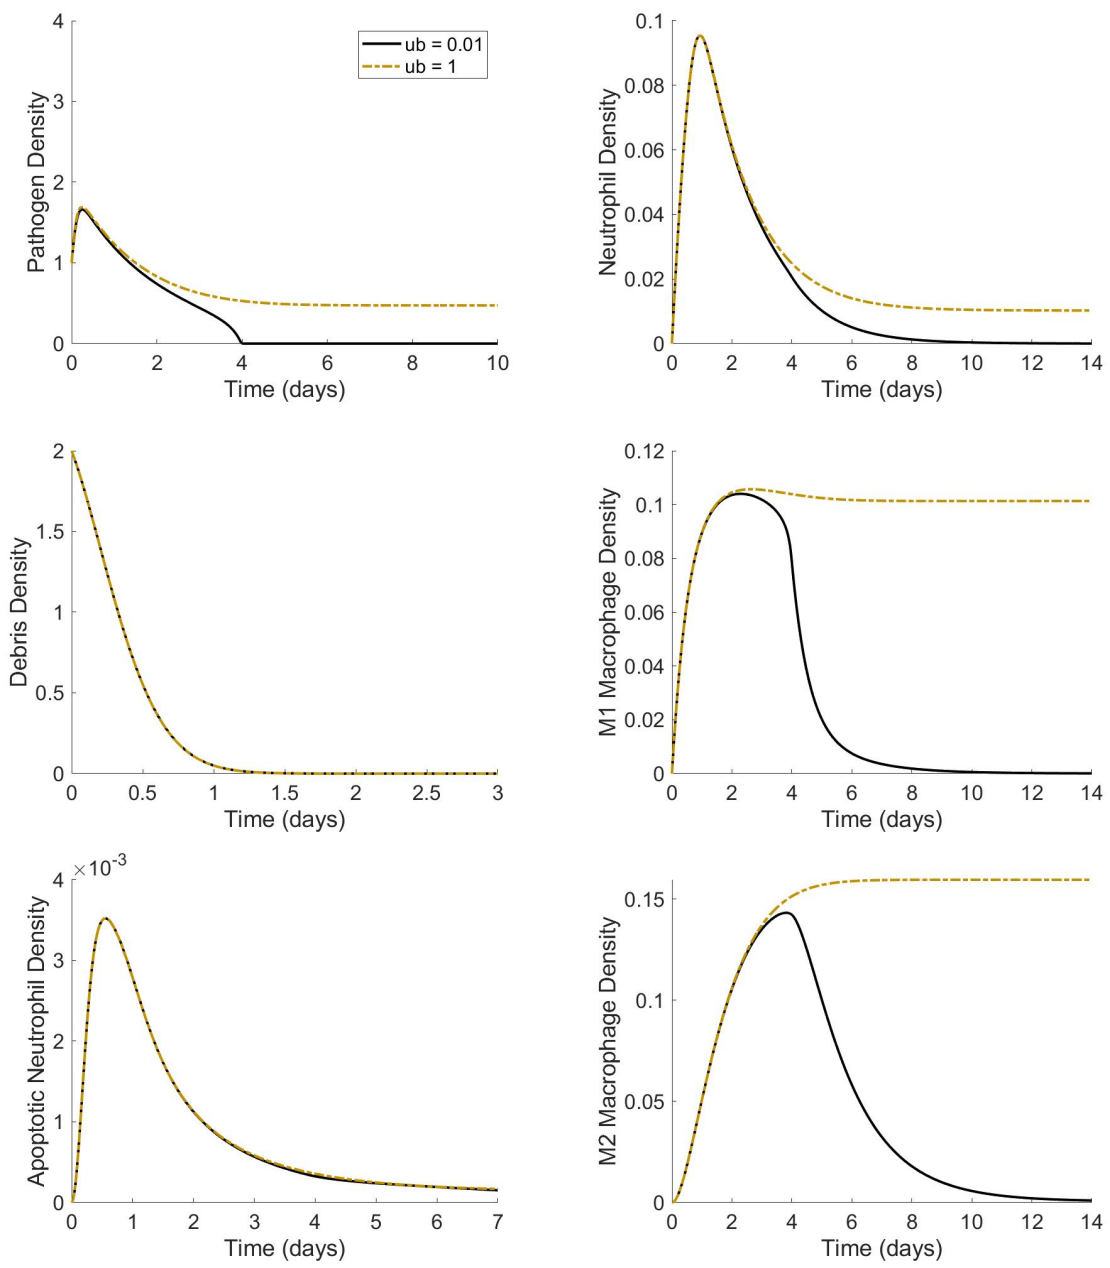 Pathogen Density
4
3
2
1
0
0 2 4 6 8 10
Time (days)
ub = 0.01
ub = 1
Neutrophil Density
0.1
0.08
0.06
0.04
0.02
0
0 2 4 6 8 10 12 14
Time (days)
Debris Density
2
1.5
1
0.5
0
0 0.5 1 1.5 2 2.5 3
Time (days)
M1 Macrophage Density
0.12
0.1
0.08
0.06
0.04
0.02
0
0 2 4 6 8 10 12 14
Time (days)
Apoptotic Neutrophil Density
×10-3
4
3
2
1
0
0 1 2 3 4 5 6 7
Time (days)
M2 Macrophage Density
0.15
0.1
0.05
0
0 2 4 6 8 10 12 14
Time (days)